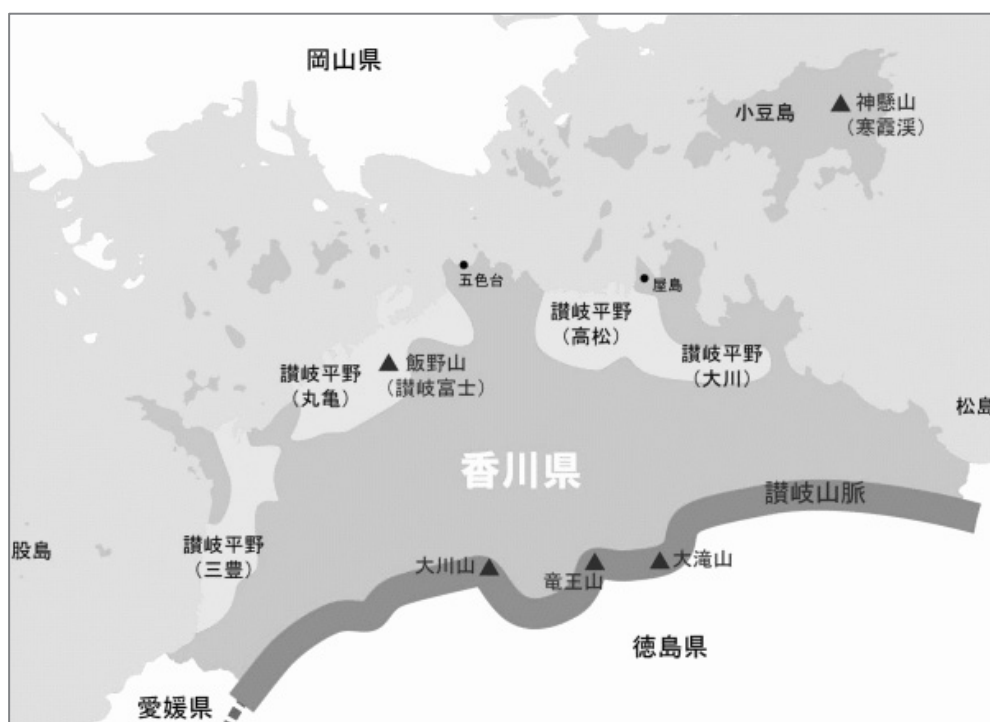 岡山県
小豆島
神懸山
（寒霞渓）
五色台
屋島
讃岐平野
（高松）
讃岐平野
（大川）
飯野山
（讃岐富士）
讃岐平野
（丸亀）
松島
香川県
讃岐山脈
股島
讃岐平野
（三豊）
大川山
竜王山
大滝山
徳島県
愛媛県